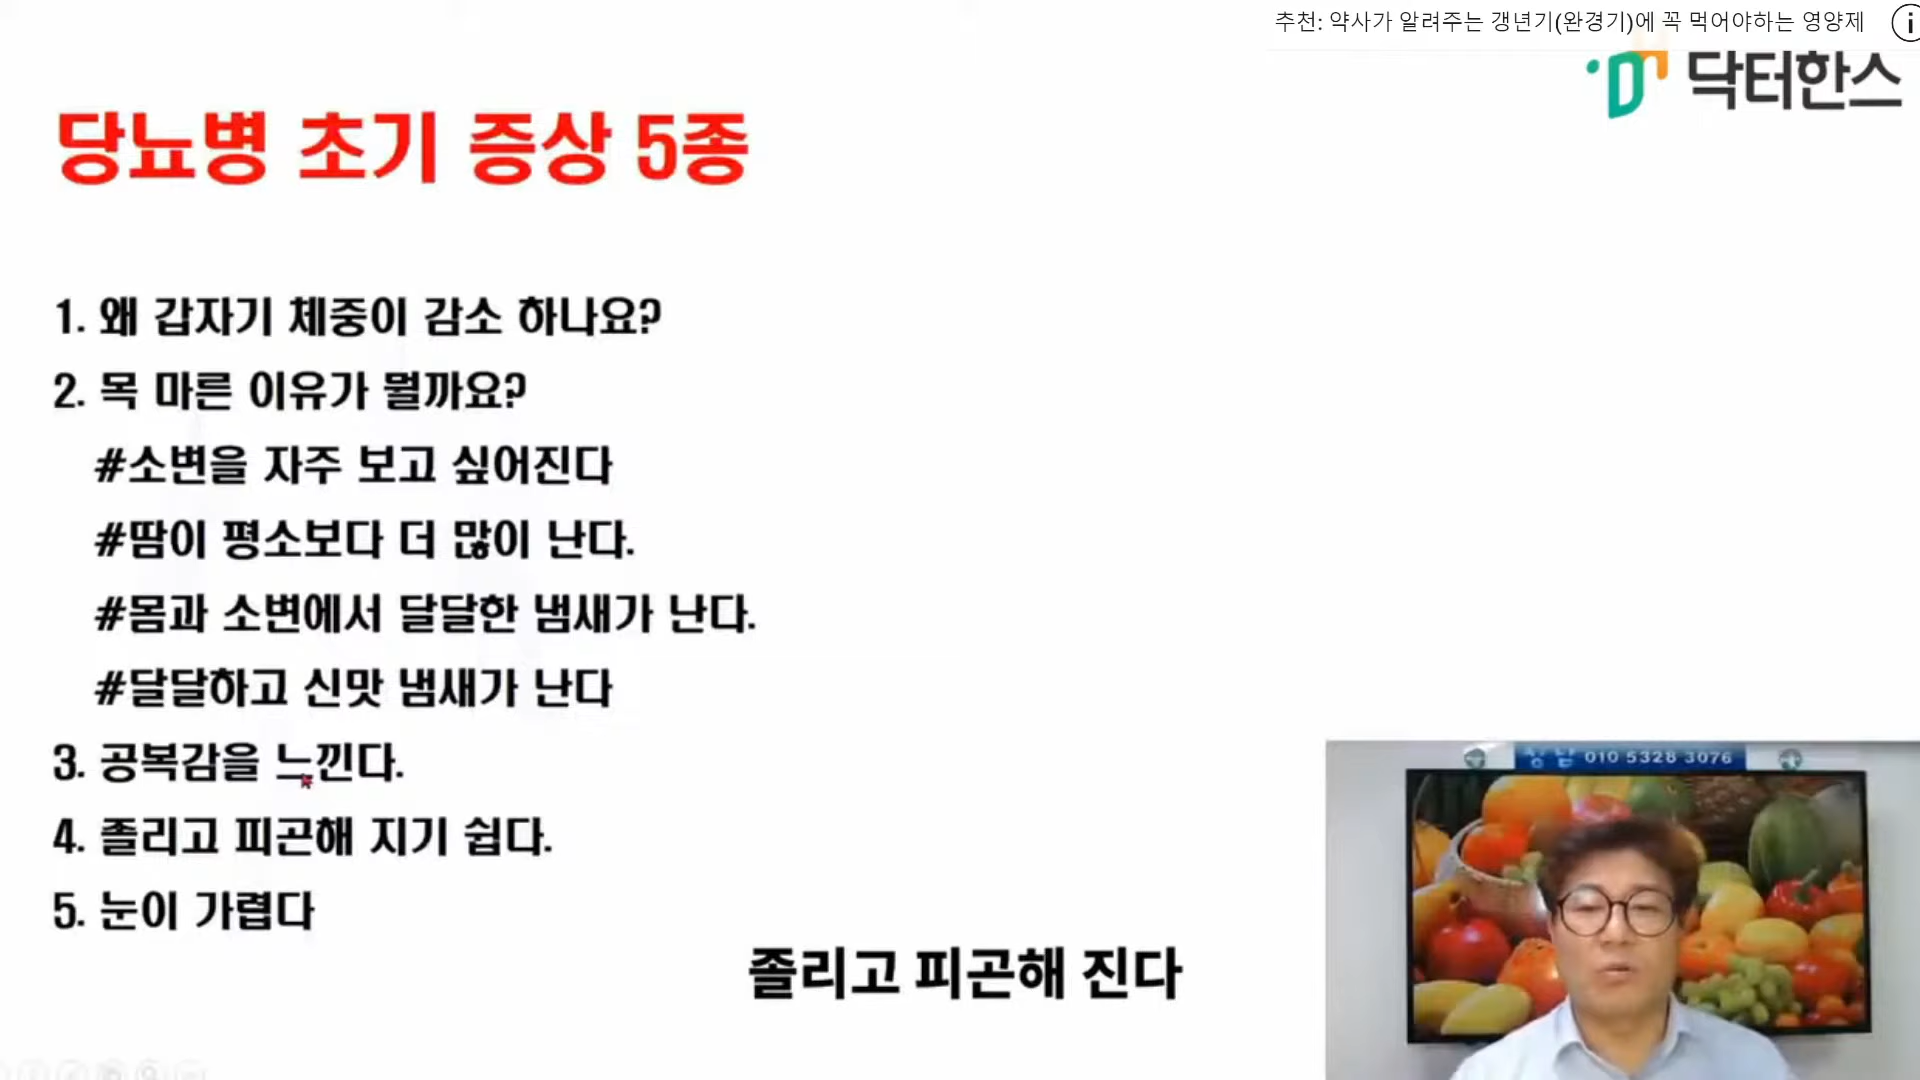 추천: 약사가 알려주는 갱년기(완경기)에 꼭 먹어야하는 영양제
닥터한스
당뇨병 초기 증상 5종
1. 왜 갑자기 체중이 감소 하나요?
2. 목 마른 이유가 뭘까요?
#소변을 자주 보고 싶어진다
#땀이 평소보다 더 많이 난다.
#몸과 소변에서 달달한 냄새가 난다.
#달달하고 신맛 냄새가 난다
3. 공복감을 느낀다.
4. 졸리고 피곤해 지기 쉽다.
5. 눈이 가렵다
상담 010 5328 3076
졸리고 피곤해 진다